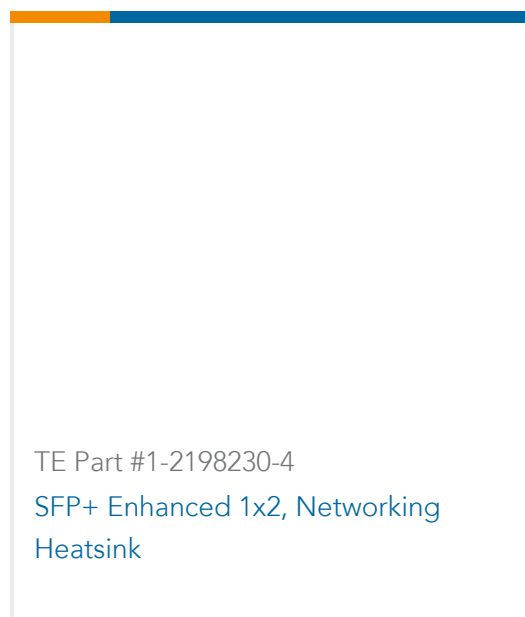 TE Part #1-2198230-4
SFP+ Enhanced 1x2, Networking
Heatsink